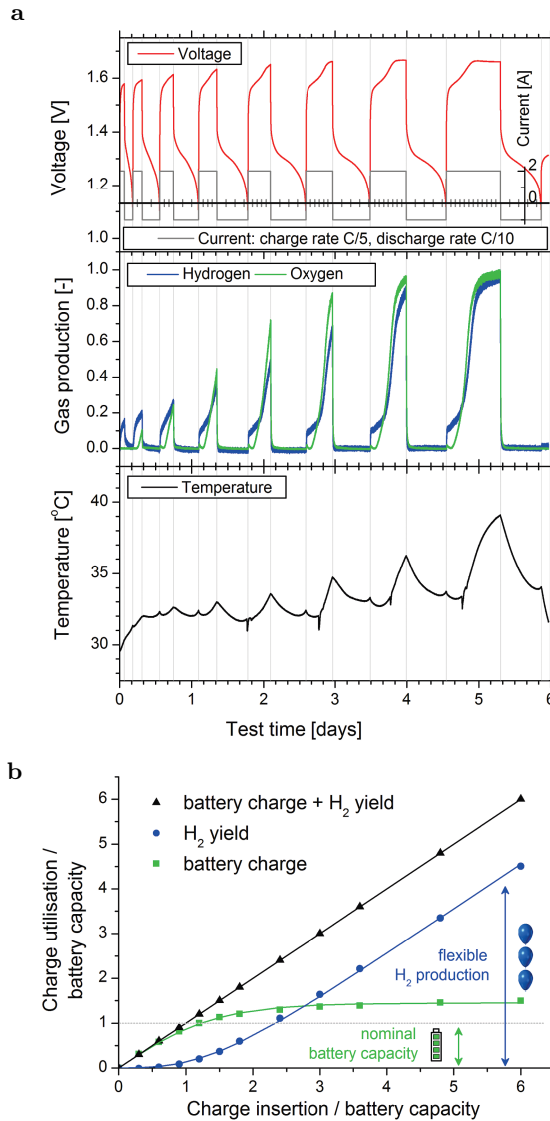 a
Voltage
1.6
1.4
1.2
1.0
Voltage [V]
Current [A]
2
0
Current: charge rate C/5, discharge rate C/10
Hydrogen Oxygen
1.0
0.8
0.6
0.4
0.2
0.0
Gas production [-]
Temperature
40
35
30
Temperature [°C]
0 1 2 3 4 5 6
Test time [days]
b
battery charge + H₂ yield
H₂ yield
battery charge
6
5
4
3
2
1
0
Charge utilisation /
battery capacity
flexible
H₂ production
nominal
battery capacity
0 1 2 3 4 5 6
Charge insertion / battery capacity